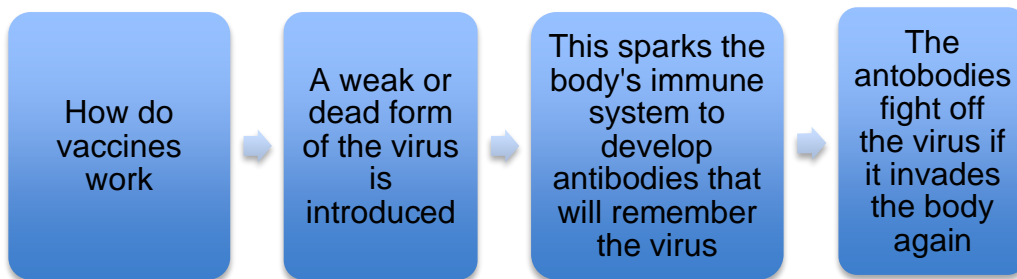 How do
vaccines
work
A weak or
dead form
of the virus
is
introduced
This sparks the
body's immune
system to
develop
antibodies that
will remember
the virus
The
antobodies
fight off
the virus if
it invades
the body
again